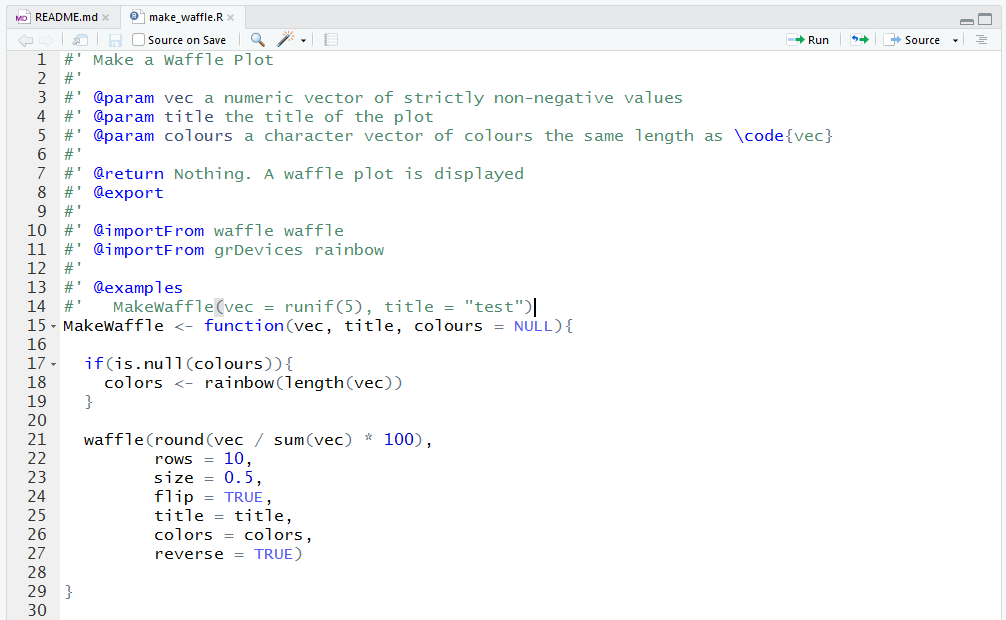 MD README.md × R make_waffle.R ×
Source on Save Run Source
1 #' Make a Waffle Plot
2 #'
3 #' @param vec a numeric vector of strictly non-negative values
4 #' @param title the title of the plot
5 #' @param colours a character vector of colours the same length as \code{vec}
6 #'
7 #' @return Nothing. A waffle plot is displayed
8 #' @export
9 #'
10 #' @importFrom waffle waffle
11 #' @importFrom grDevices rainbow
12 #'
13 #' @examples
14 #'   MakeWaffle(vec = runif(5), title = "test")
15 MakeWaffle <- function(vec, title, colours = NULL){
16
17   if(is.null(colours)){
18     colors <- rainbow(length(vec))
19   }
20
21   waffle(round(vec / sum(vec) * 100),
22          rows = 10,
23          size = 0.5,
24          flip = TRUE,
25          title = title,
26          colors = colors,
27          reverse = TRUE)
28
29 }
30